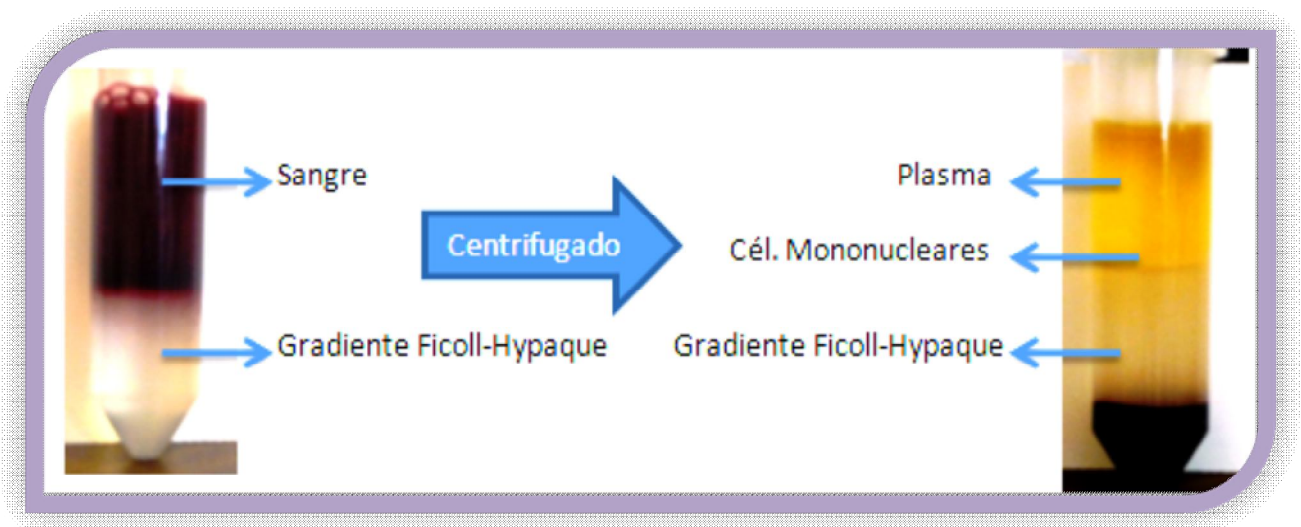 Sangre
Gradiente Ficoll-Hypaque
Centrifugado
Plasma
Cél. Mononucleares
Gradiente Ficoll-Hypaque